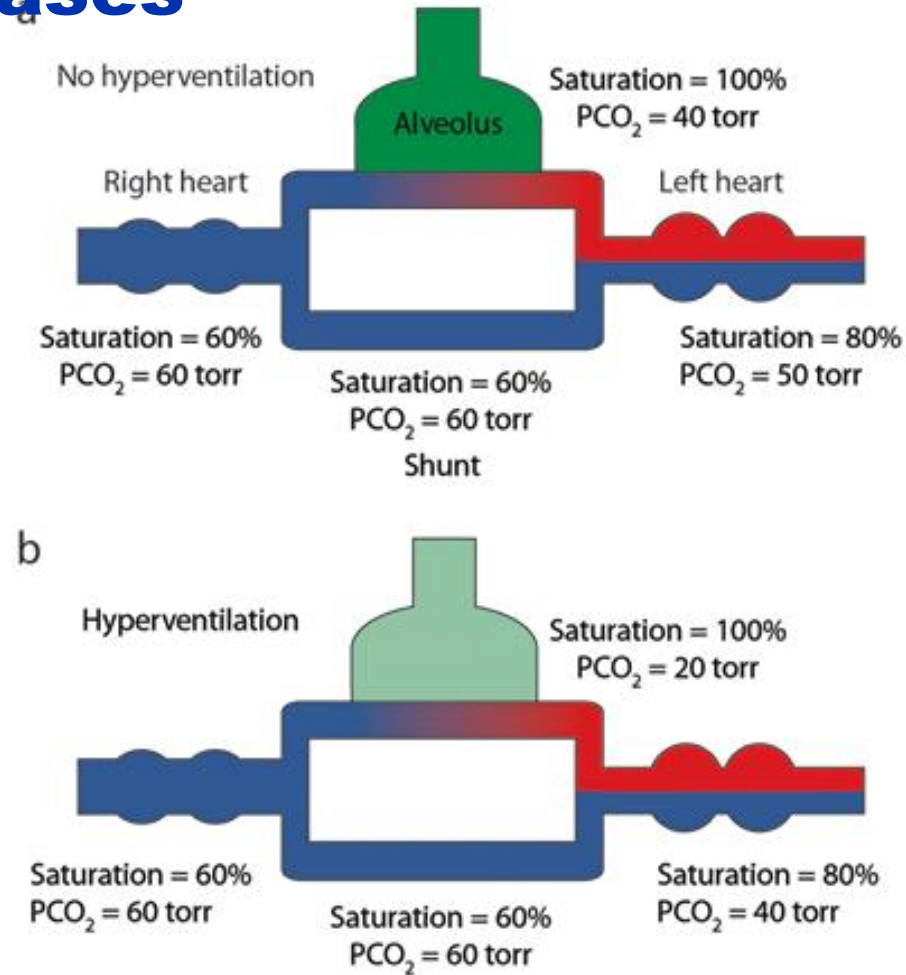 a
No hyperventilation
Alveolus
Saturation = 100%
PCO₂ = 40 torr
Right heart
Left heart
Saturation = 60%
PCO₂ = 60 torr
Saturation = 60%
PCO₂ = 60 torr
Shunt
Saturation = 80%
PCO₂ = 50 torr
b
Hyperventilation
Saturation = 100%
PCO₂ = 20 torr
Saturation = 60%
PCO₂ = 60 torr
Saturation = 60%
PCO₂ = 60 torr
Saturation = 80%
PCO₂ = 40 torr